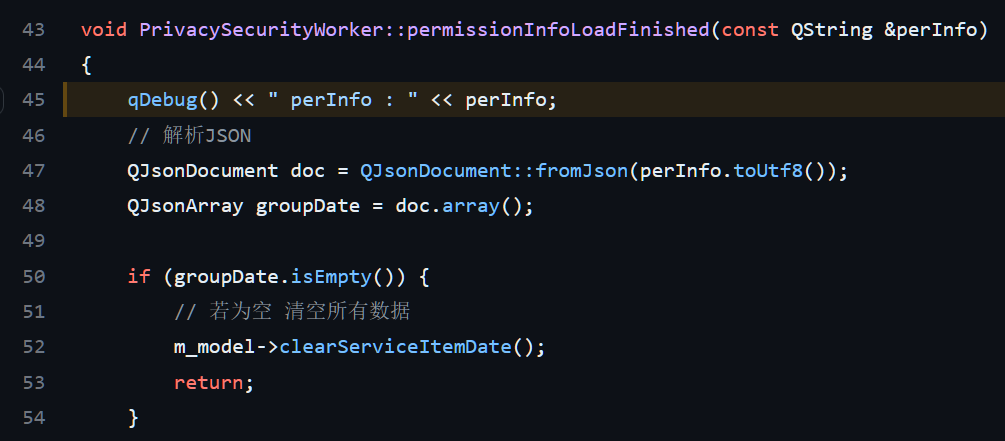 43 void PrivacySecurityWorker::permissionInfoLoadFinished(const QString &perInfo)
44 {
45     qDebug() << " perInfo : " << perInfo;
46     // 解析JSON
47     QJsonDocument doc = QJsonDocument::fromJson(perInfo.toUtf8());
48     QJsonArray groupDate = doc.array();
49
50     if (groupDate.isEmpty()) {
51         // 若为空 清空所有数据
52         m_model->clearServiceItemDate();
53         return;
54     }